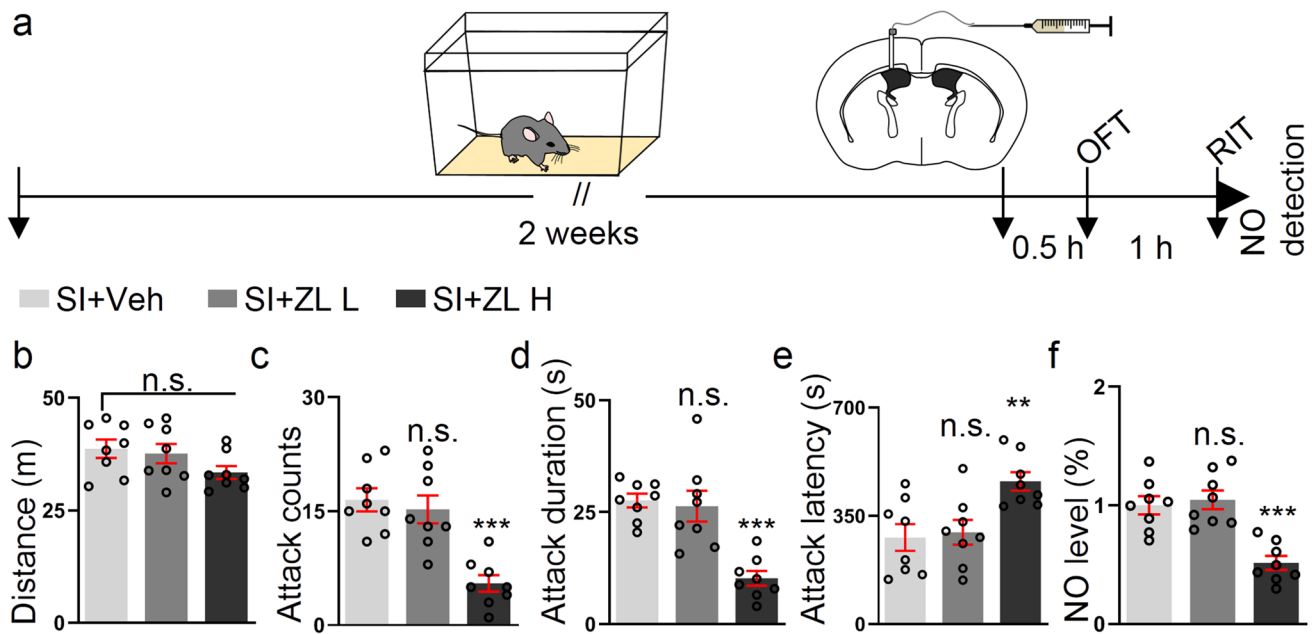 a
OFT
RIT
//
2 weeks
0.5 h
1 h
NO
detection
SI+Veh
SI+ZL L
SI+ZL H
b
Distance (m)
50
25
0
n.s.
c
Attack counts
30
15
0
n.s.
***
d
Attack duration (s)
50
25
0
n.s.
***
e
Attack latency (s)
700
350
0
n.s.
**
f
NO level (%)
2
1
0
n.s.
***